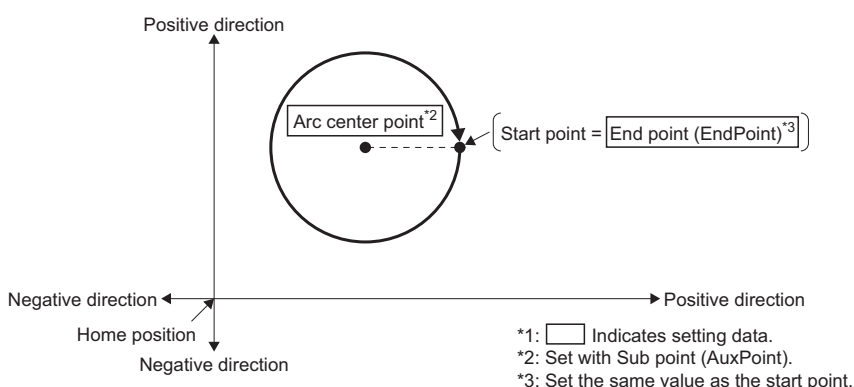 Positive direction
Arc center point*2
Start point = End point (EndPoint)*3
Negative direction
Positive direction
Home position
Negative direction
*1: Indicates setting data.
*2: Set with Sub point (AuxPoint).
*3: Set the same value as the start point.